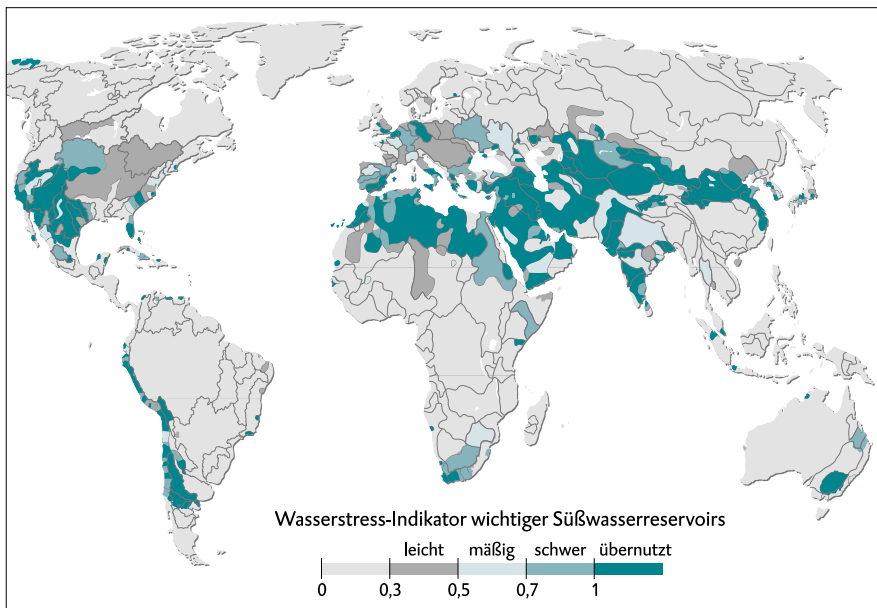 Wasserstress-Indikator wichtiger Süßwasserreservoirs
leicht mäßig schwer übernutzt
0 0,3 0,5 0,7 1